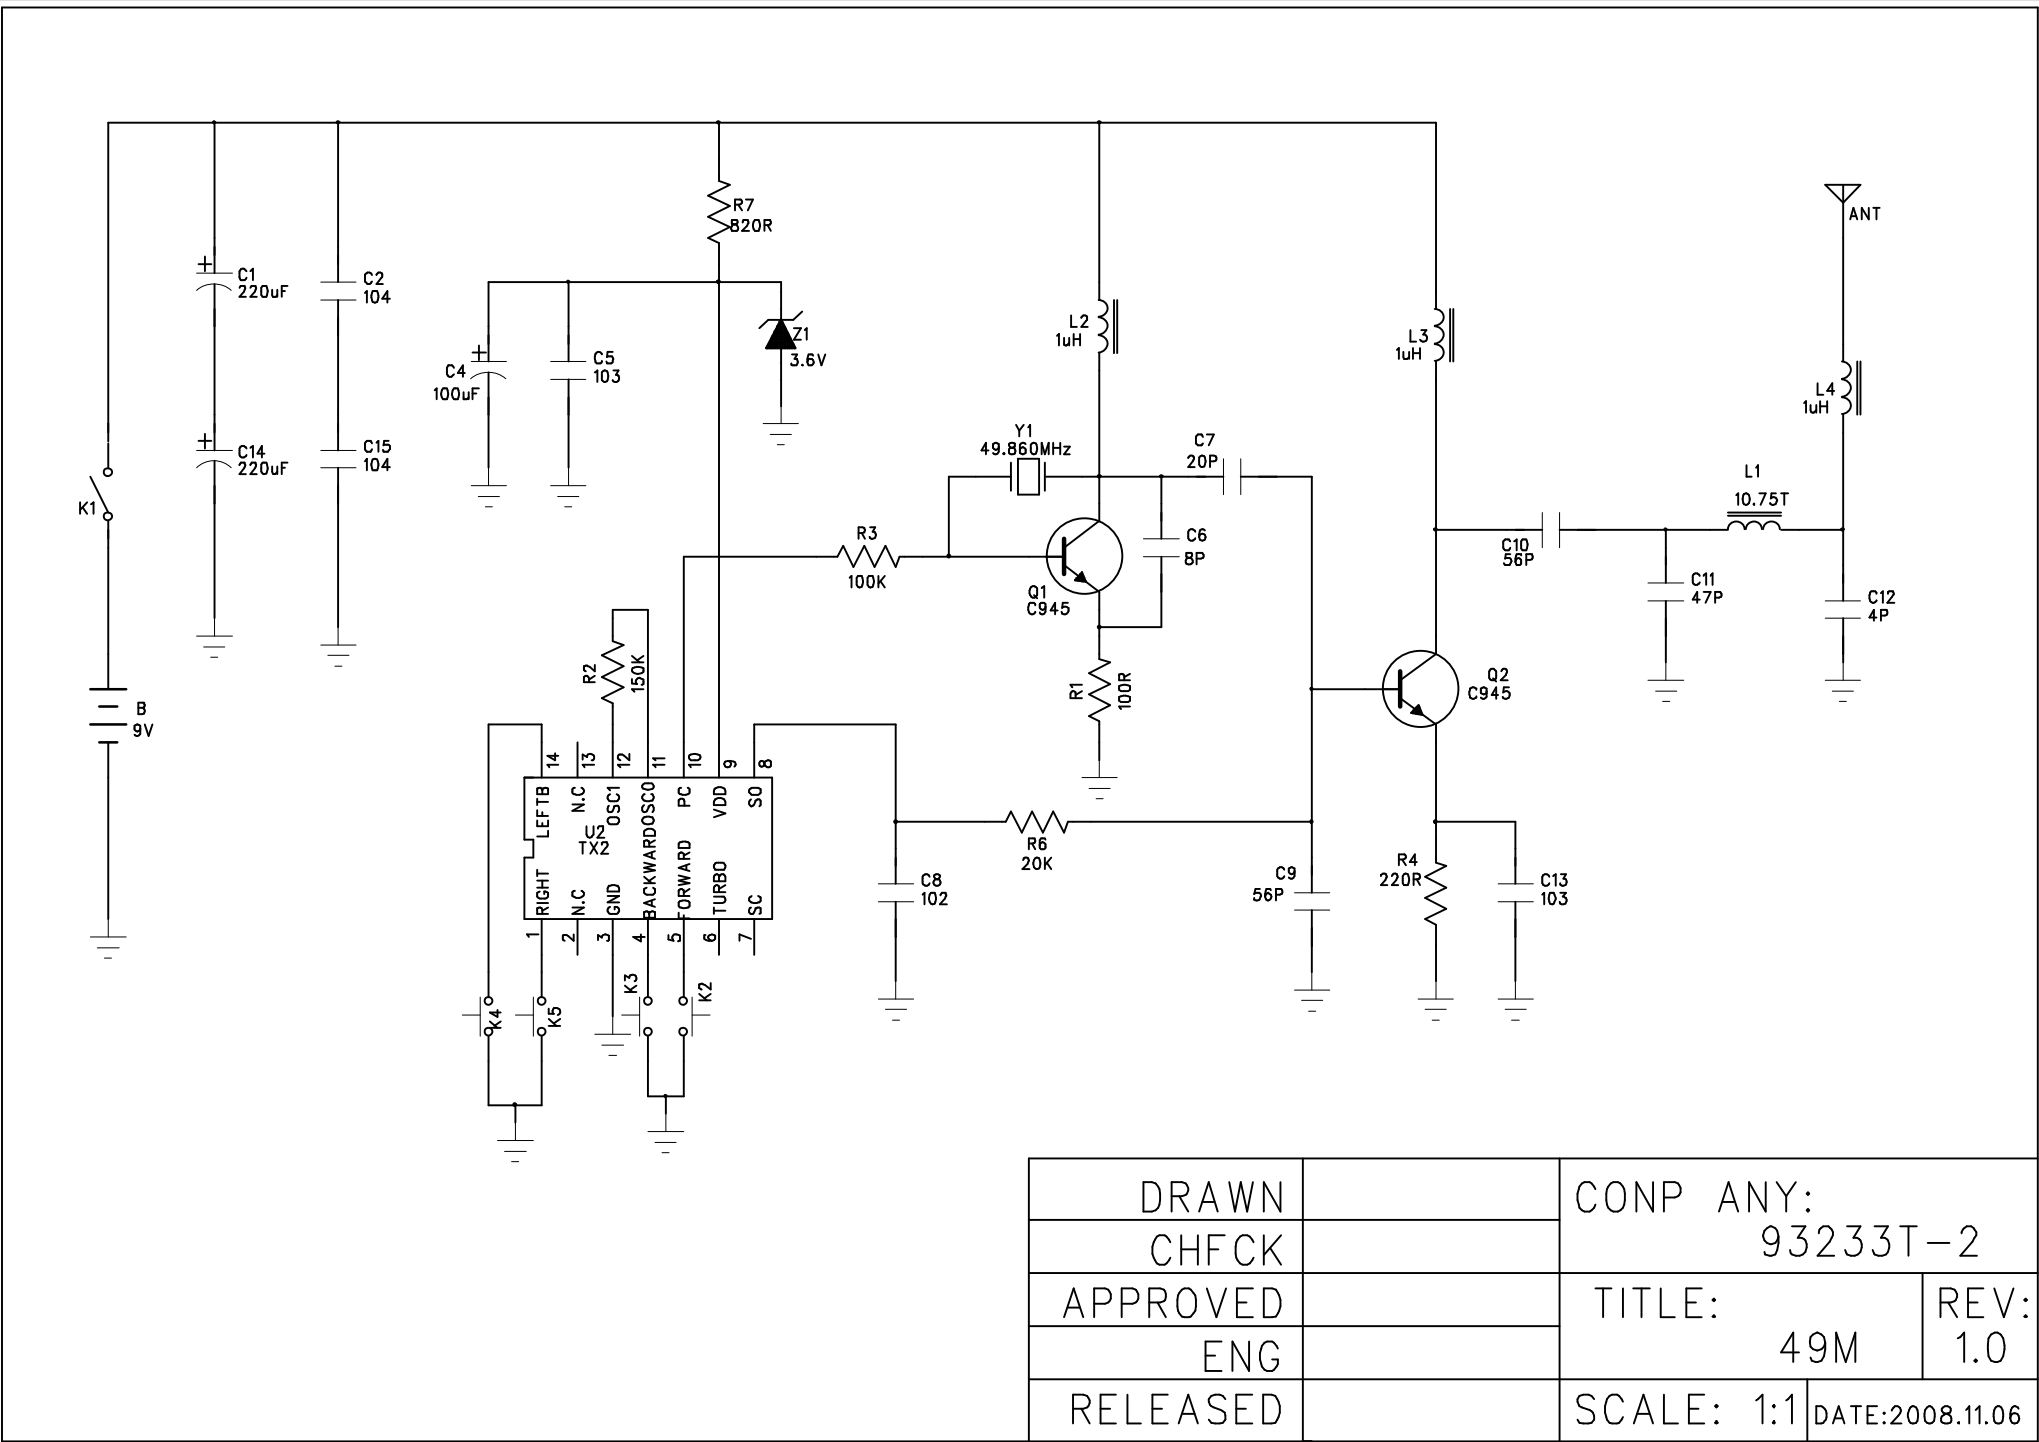 R7
820R
ANT
C1
220uF
C2
104
Z1
3.6V
C5
103
C4
100uF
L2
1uH
L3
1uH
L4
1uH
Y1
49.860MHz
C7
20P
C14
220uF
C15
104
K1
L1
10.75T
R3
100K
C6
8P
C10
56P
Q1
C945
C11
47P
C12
4P
R2
150K
R1
100R
Q2
C945
B
9V
14
13
12
11
10
9
8
LEFTB
N.C
OSC1
OSCO
PC
VDD
SO
U2
TX2
RIGHT
N.C
GND
BACKWARD
FORWARD
TURBO
SC
1
2
3
4
5
6
7
R6
20K
C8
102
C9
56P
R4
220R
C13
103
K4
K5
K3
K2
DRAWN
CHFCK
APPROVED
ENG
RELEASED
CONP ANY:
93233T-2
TITLE:
49M
REV:
1.0
SCALE: 1:1
DATE:2008.11.06